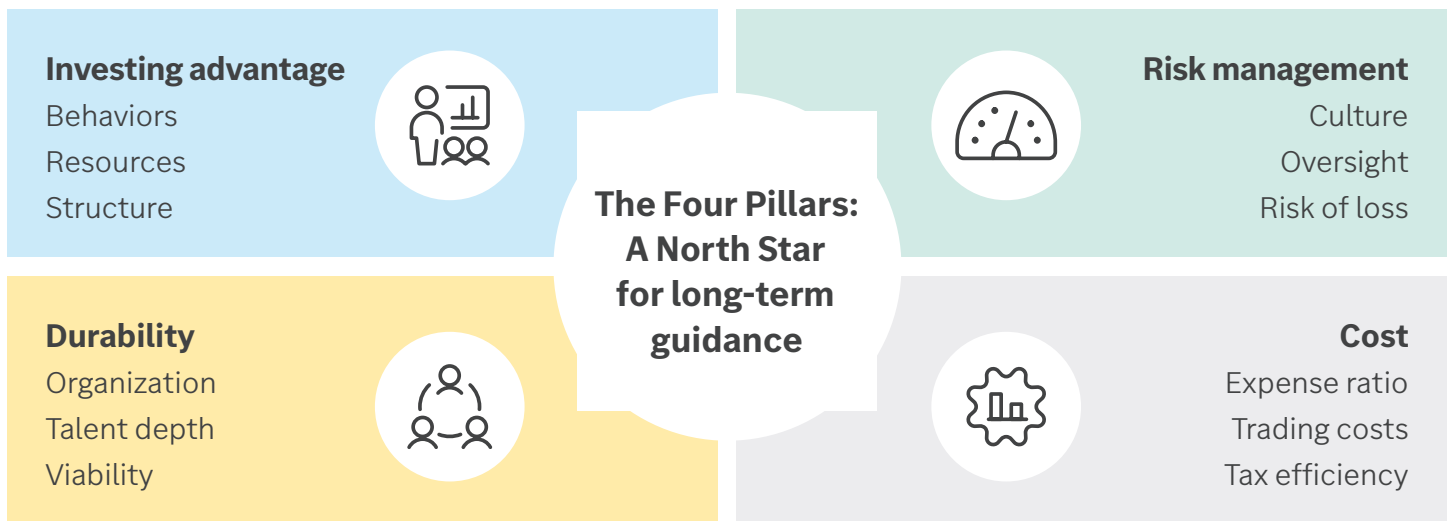 Investing advantage
Behaviors
Resources
Structure
Risk management
Culture
Oversight
Risk of loss
The Four Pillars:
A North Star
for long-term
guidance
Durability
Organization
Talent depth
Viability
Cost
Expense ratio
Trading costs
Tax efficiency